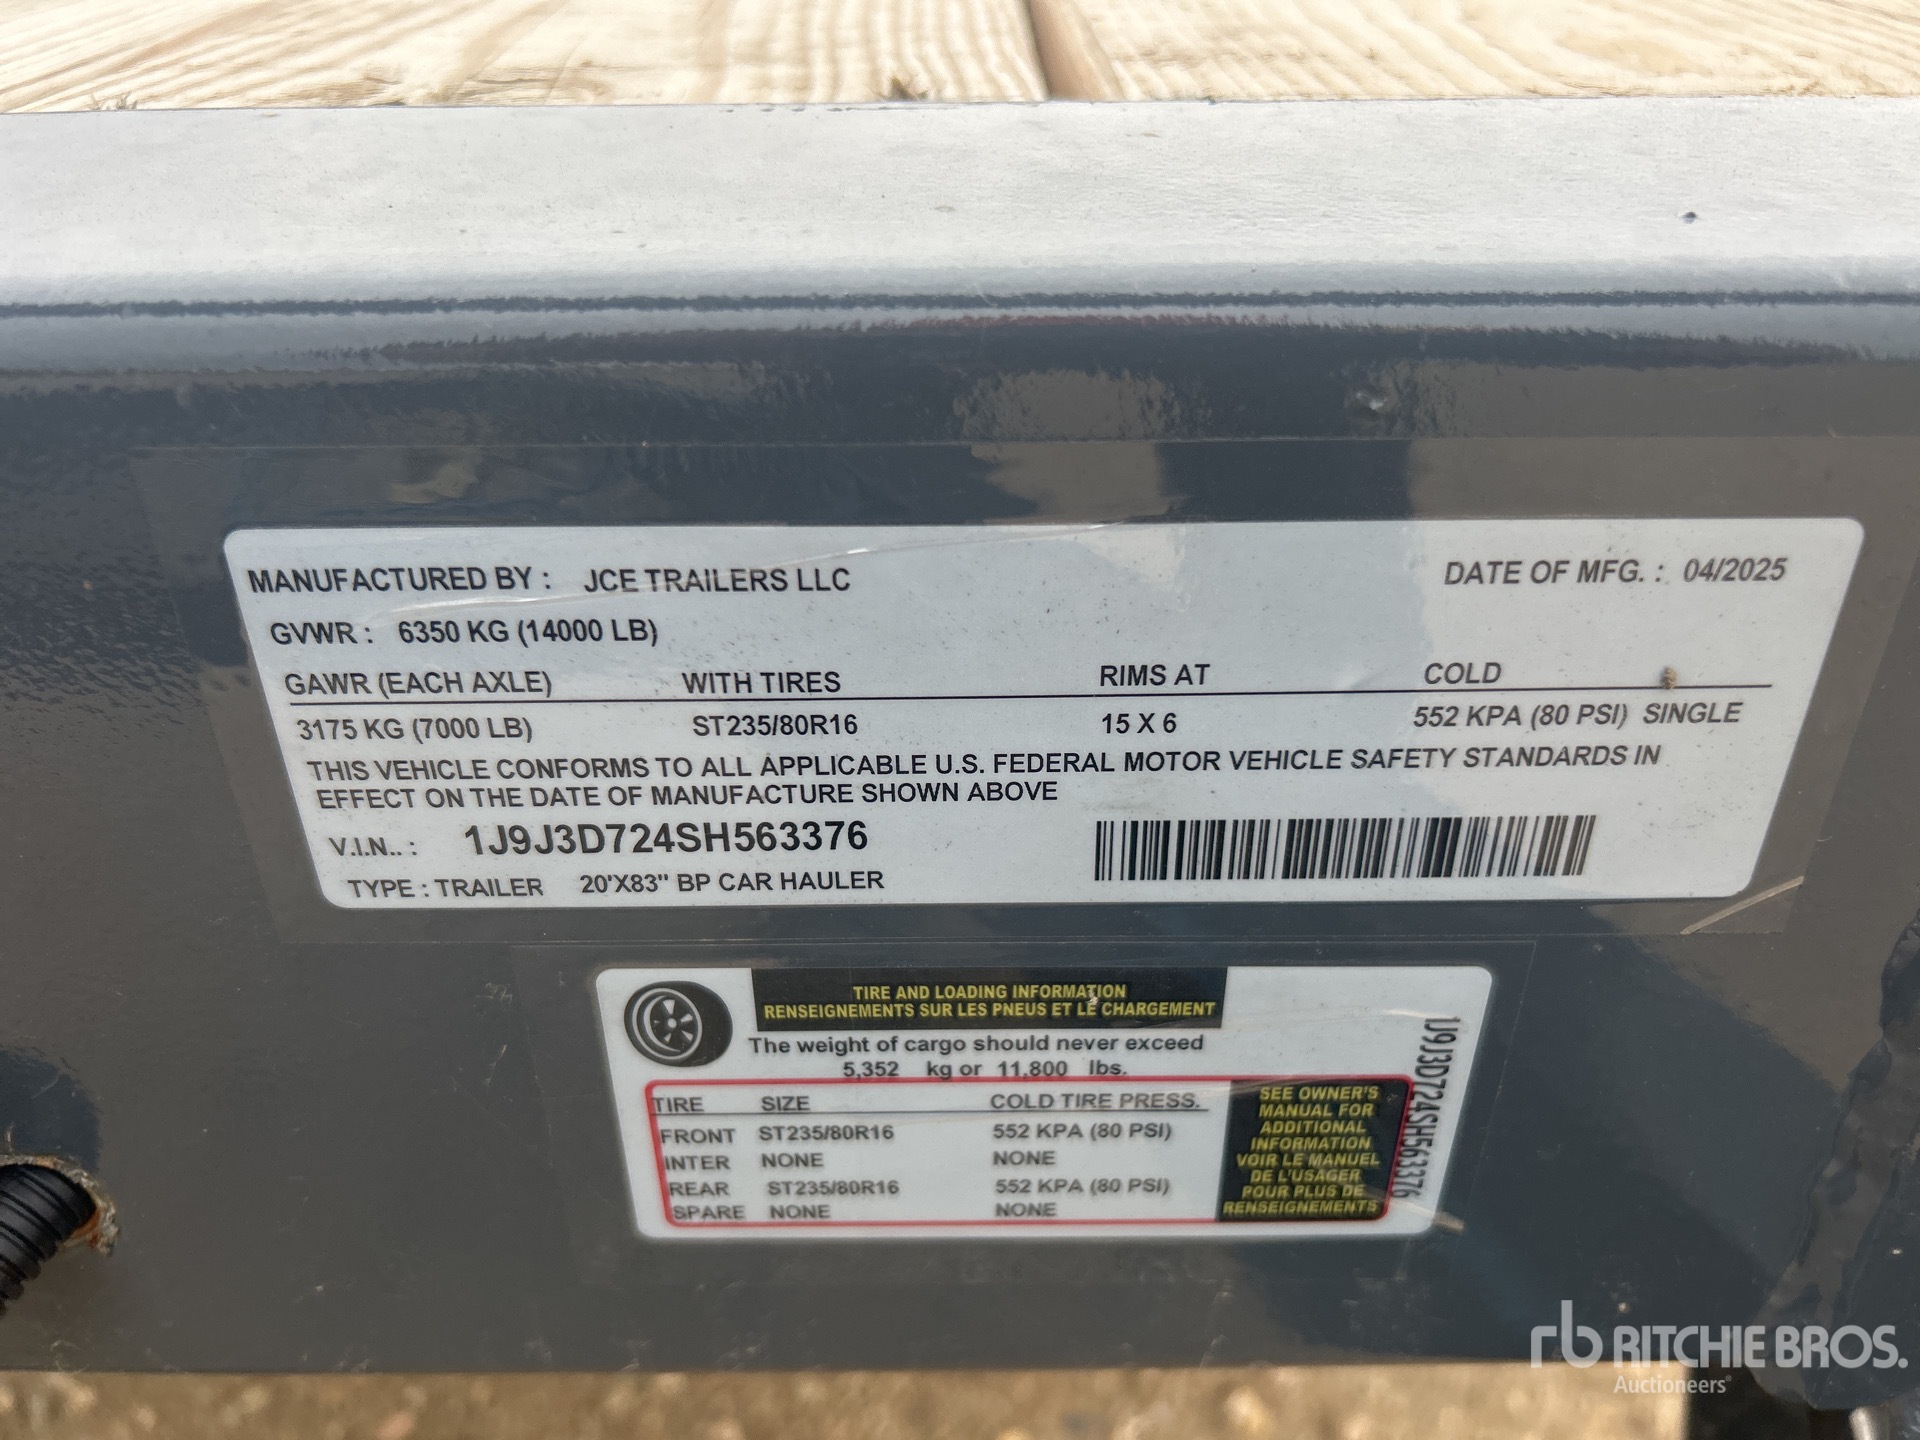 MANUFACTURED BY : JCE TRAILERS LLC DATE OF MFG. : 04/2025
GVWR : 6350 KG (14000 LB)
GAWR (EACH AXLE) WITH TIRES RIMS AT COLD
3175 KG (7000 LB) ST235/80R16 15 X 6 552 KPA (80 PSI) SINGLE
THIS VEHICLE CONFORMS TO ALL APPLICABLE U.S. FEDERAL MOTOR VEHICLE SAFETY STANDARDS IN
EFFECT ON THE DATE OF MANUFACTURE SHOWN ABOVE
V.I.N.. : 1J9J3D724SH563376
TYPE : TRAILER 20'X83" BP CAR HAULER
TIRE AND LOADING INFORMATION
RENSEIGNEMENTS SUR LES PNEUS ET LE CHARGEMENT
The weight of cargo should never exceed
5,352 kg or 11,800 lbs.
TIRE SIZE COLD TIRE PRESS.
FRONT ST235/80R16 552 KPA (80 PSI)
INTER NONE NONE
REAR ST235/80R16 552 KPA (80 PSI)
SPARE NONE NONE
SEE OWNER'S
MANUAL FOR
ADDITIONAL
INFORMATION
VOIR LE MANUEL
DE L'USAGER
POUR PLUS DE
RENSEIGNEMENTS
1J9J3D724SH563376
rb RITCHIE BROS.
Auctioneers